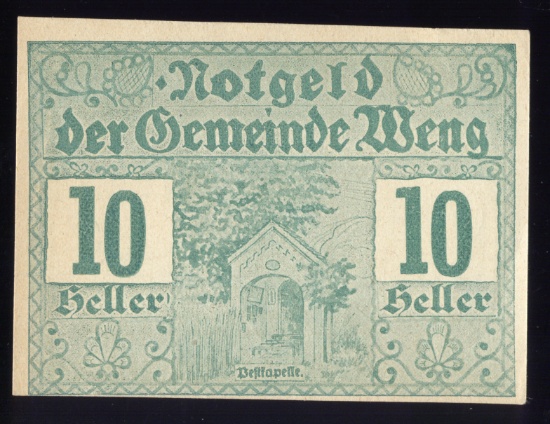 Notgeld
der Gemeinde Weng
10 10
Heller Heller
Pestkapelle.